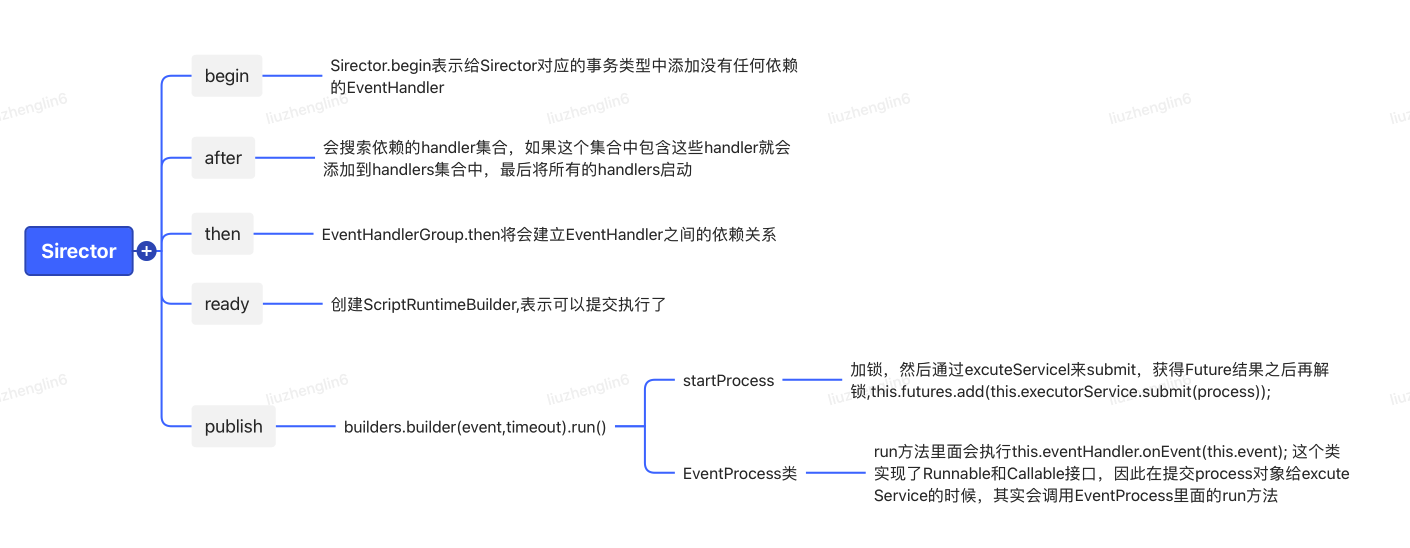 begin
Sirector.begin表示给Sirector对应的事务类型中添加没有任何依赖
的EventHandler
liuzhenglin6
liuzhenglin6
liuzhenglin6
liuzhenglin6
liuzhenglin6
after
会搜索依赖的handler集合，如果这个集合中包含这些handler就会
添加到handlers集合中，最后将所有的handlers启动
then
EventHandlerGroup.then将会建立EventHandler之间的依赖关系
Sirector
ready
创建ScriptRuntimeBuilder,表示可以提交执行了
startProcess
加锁，然后通过excuteServicel来submit，获得Future结果之后再解
锁,this.futures.add(this.executorService.submit(process));
liuzhenglin6
liuzhenglin6
liuzhenglin6
liuzhenglin6
liuzhenglin6
publish
builders.builder(event,timeout).run()
EventProcess类
run方法里面会执行this.eventHandler.onEvent(this.event); 这个类
实现了Runnable和Callable接口，因此在提交process对象给excute
Service的时候，其实会调用EventProcess里面的run方法